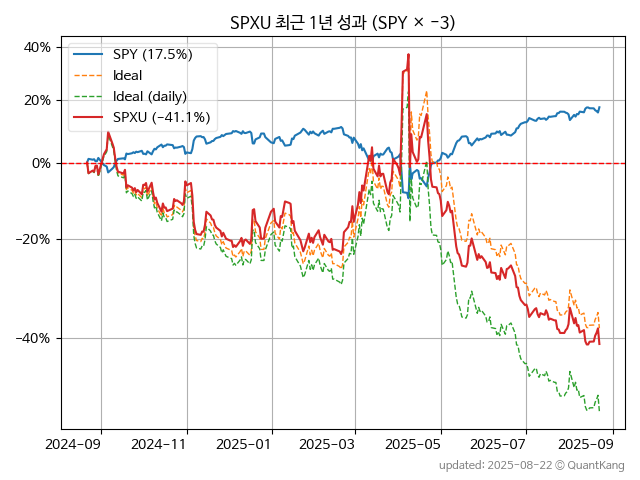 SPXU 최근 1년 성과 (SPY × −3)
40%
20%
0%
−20%
−40%
SPY (17.5%)
Ideal
Ideal (daily)
SPXU (−41.1%)
2024−09
2024−11
2025−01
2025−03
2025−05
2025−07
2025−09
updated: 2025−08−22 © QuantKang